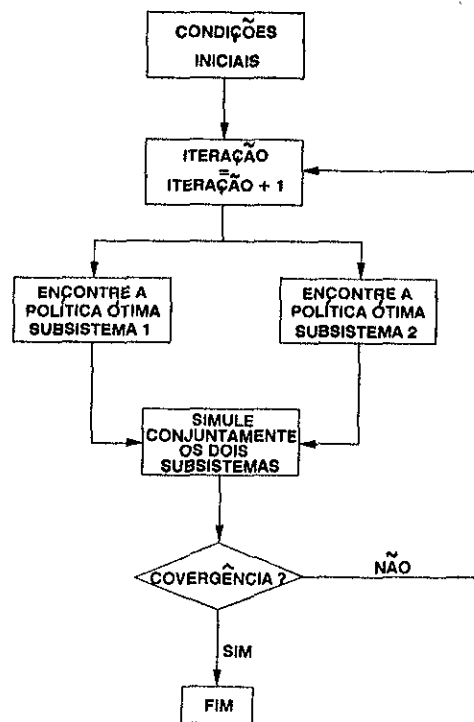 CONDIÇÕES
INICIAIS
ITERAÇÃO
=
ITERAÇÃO + 1
ENCONTRE A
POLÍTICA ÓTIMA
SUBSISTEMA 1
ENCONTRE A
POLÍTICA ÓTIMA
SUBSISTEMA 2
SIMULE
CONJUNTAMENTE
OS DOIS
SUBSISTEMAS
COVERGÊNCIA ?
NÃO
SIM
FIM